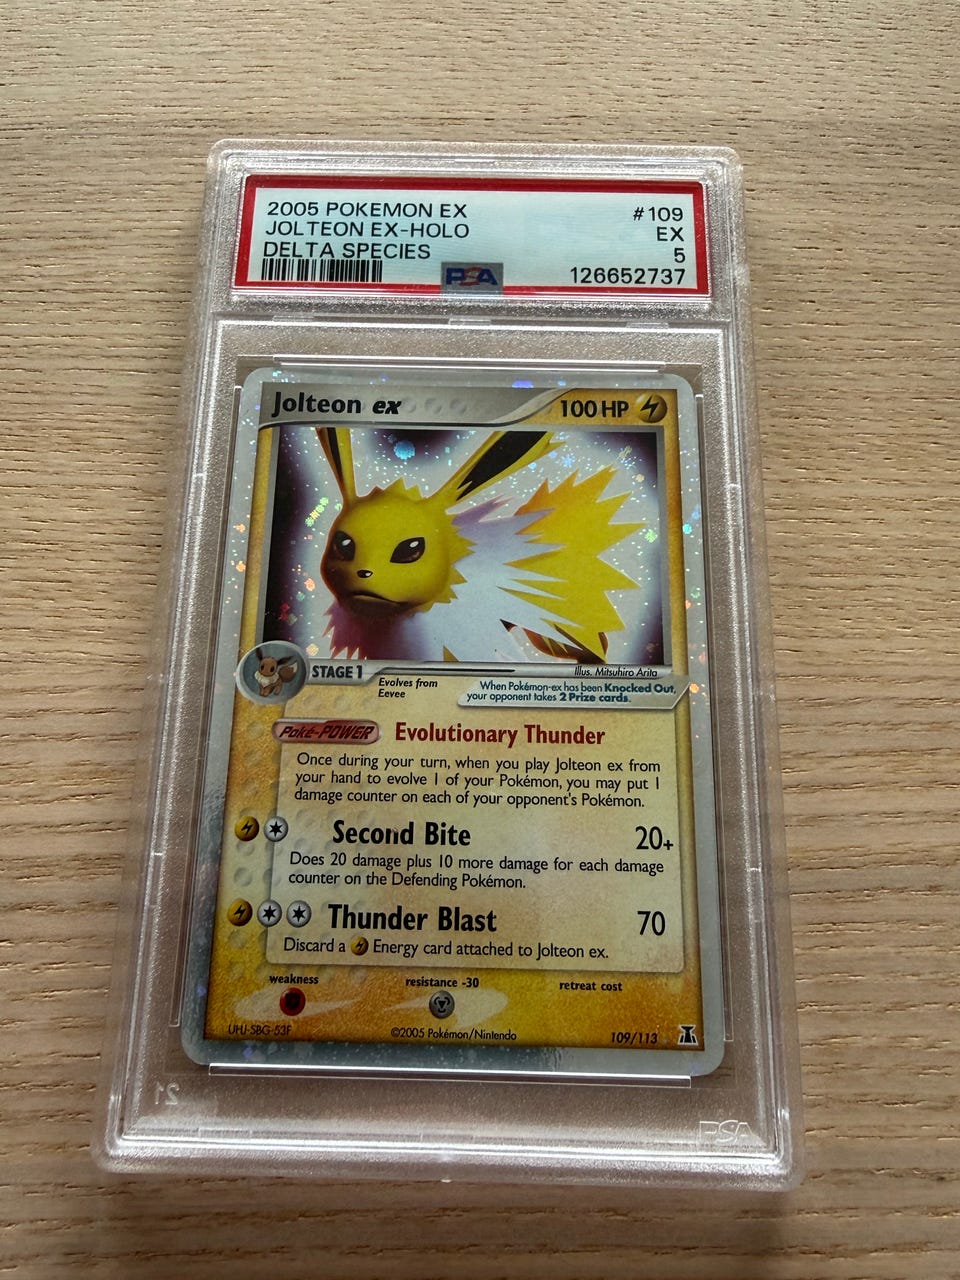 2005 POKEMON EX #109
JOLTEON EX-HOLO EX
DELTA SPECIES 5
PSA 126652737
Jolteon ex 100 HP
STAGE 1
Evolves from
Eevee
Illus. Mitsuhiro Arita
When Pokémon-ex has been Knocked Out,
your opponent takes 2 Prize cards.
Poké-POWER Evolutionary Thunder
Once during your turn, when you play Jolteon ex from
your hand to evolve 1 of your Pokémon, you may put 1
damage counter on each of your opponent's Pokémon.
Second Bite 20+
Does 20 damage plus 10 more damage for each damage
counter on the Defending Pokémon.
Thunder Blast 70
Discard a Energy card attached to Jolteon ex.
weakness resistance -30 retreat cost
UHJ-SBG-53F ©2005 Pokémon/Nintendo 109/113
21 PSA